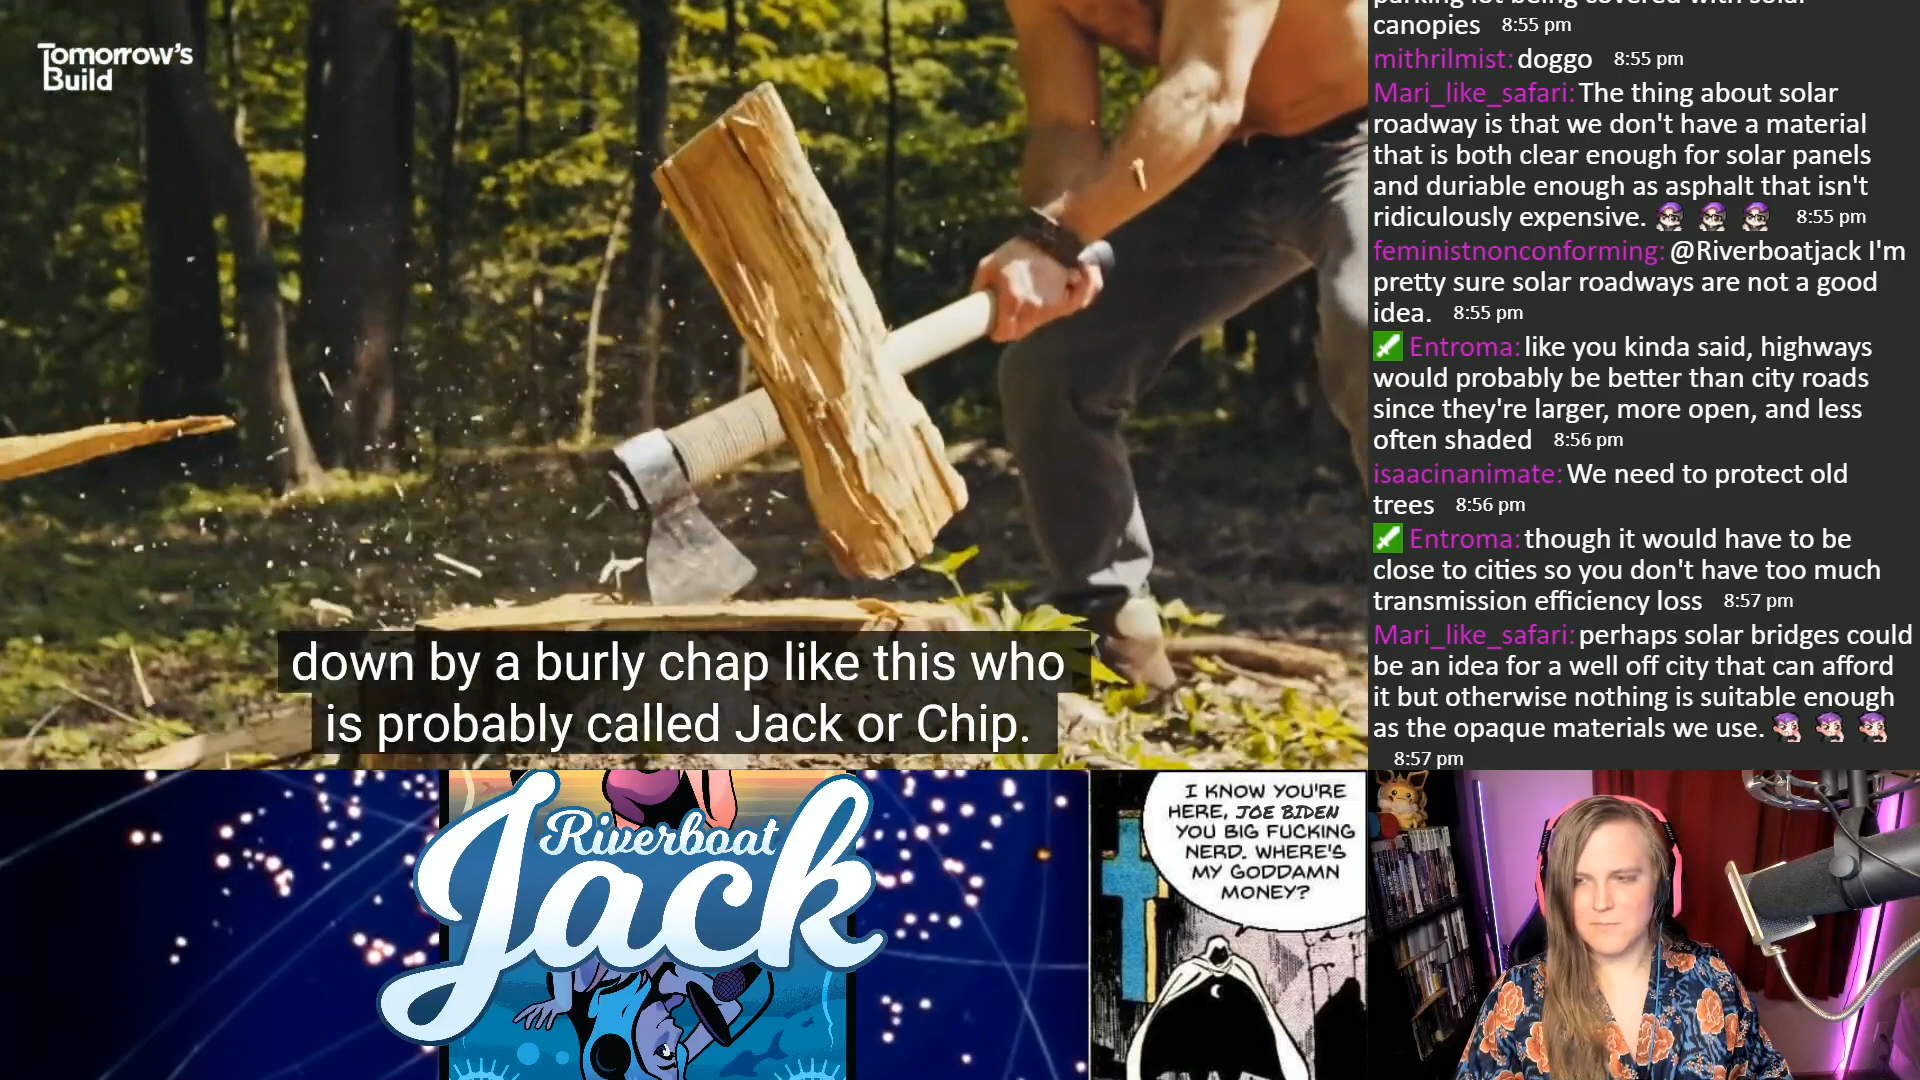 Tomorrow's
Build
down by a burly chap like this who
is probably called Jack or Chip.
canopies 8:55 pm
mithrilmist: doggo 8:55 pm
Mari_like_safari: The thing about solar
roadway is that we don't have a material
that is both clear enough for solar panels
and duriable enough as asphalt that isn't
ridiculously expensive. 8:55 pm
feministnonconforming: @Riverboatjack I'm
pretty sure solar roadways are not a good
idea. 8:55 pm
Entroma: like you kinda said, highways
would probably be better than city roads
since they're larger, more open, and less
often shaded 8:56 pm
isaacinanimate: We need to protect old
trees 8:56 pm
Entroma: though it would have to be
close to cities so you don't have too much
transmission efficiency loss 8:57 pm
Mari_like_safari: perhaps solar bridges could
be an idea for a well off city that can afford
it but otherwise nothing is suitable enough
as the opaque materials we use.
8:57 pm
Riverboat
Jack
I KNOW YOU'RE
HERE, JOE BIDEN
YOU BIG FUCKING
NERD. WHERE'S
MY GODDAMN
MONEY?